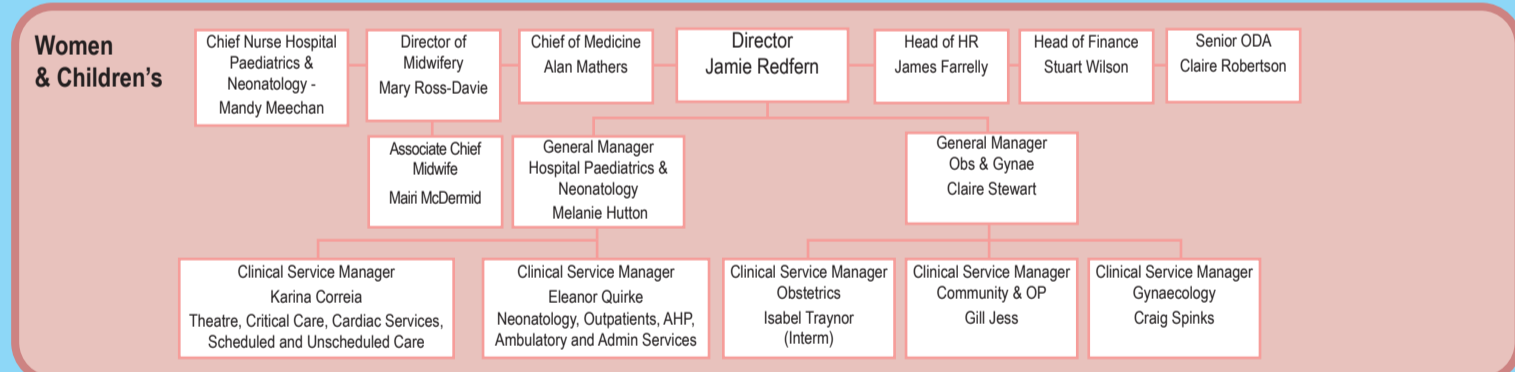 Women
& Children’s
Chief Nurse Hospital
Paediatrics &
Neonatology -
Mandy Meechan
Director of
Midwifery
Mary Ross-Davie
Chief of Medicine
Alan Mathers
Director
Jamie Redfern
Head of HR
James Farrelly
Head of Finance
Stuart Wilson
Senior ODA
Claire Robertson
Associate Chief
Midwife
Mairi McDermid
General Manager
Hospital Paediatrics &
Neonatology
Melanie Hutton
General Manager
Obs & Gynae
Claire Stewart
Clinical Service Manager
Karina Correia
Theatre, Critical Care, Cardiac Services,
Scheduled and Unscheduled Care
Clinical Service Manager
Eleanor Quirke
Neonatology, Outpatients, AHP,
Ambulatory and Admin Services
Clinical Service Manager
Obstetrics
Isabel Traynor
(Interm)
Clinical Service Manager
Community & OP
Gill Jess
Clinical Service Manager
Gynaecology
Craig Spinks